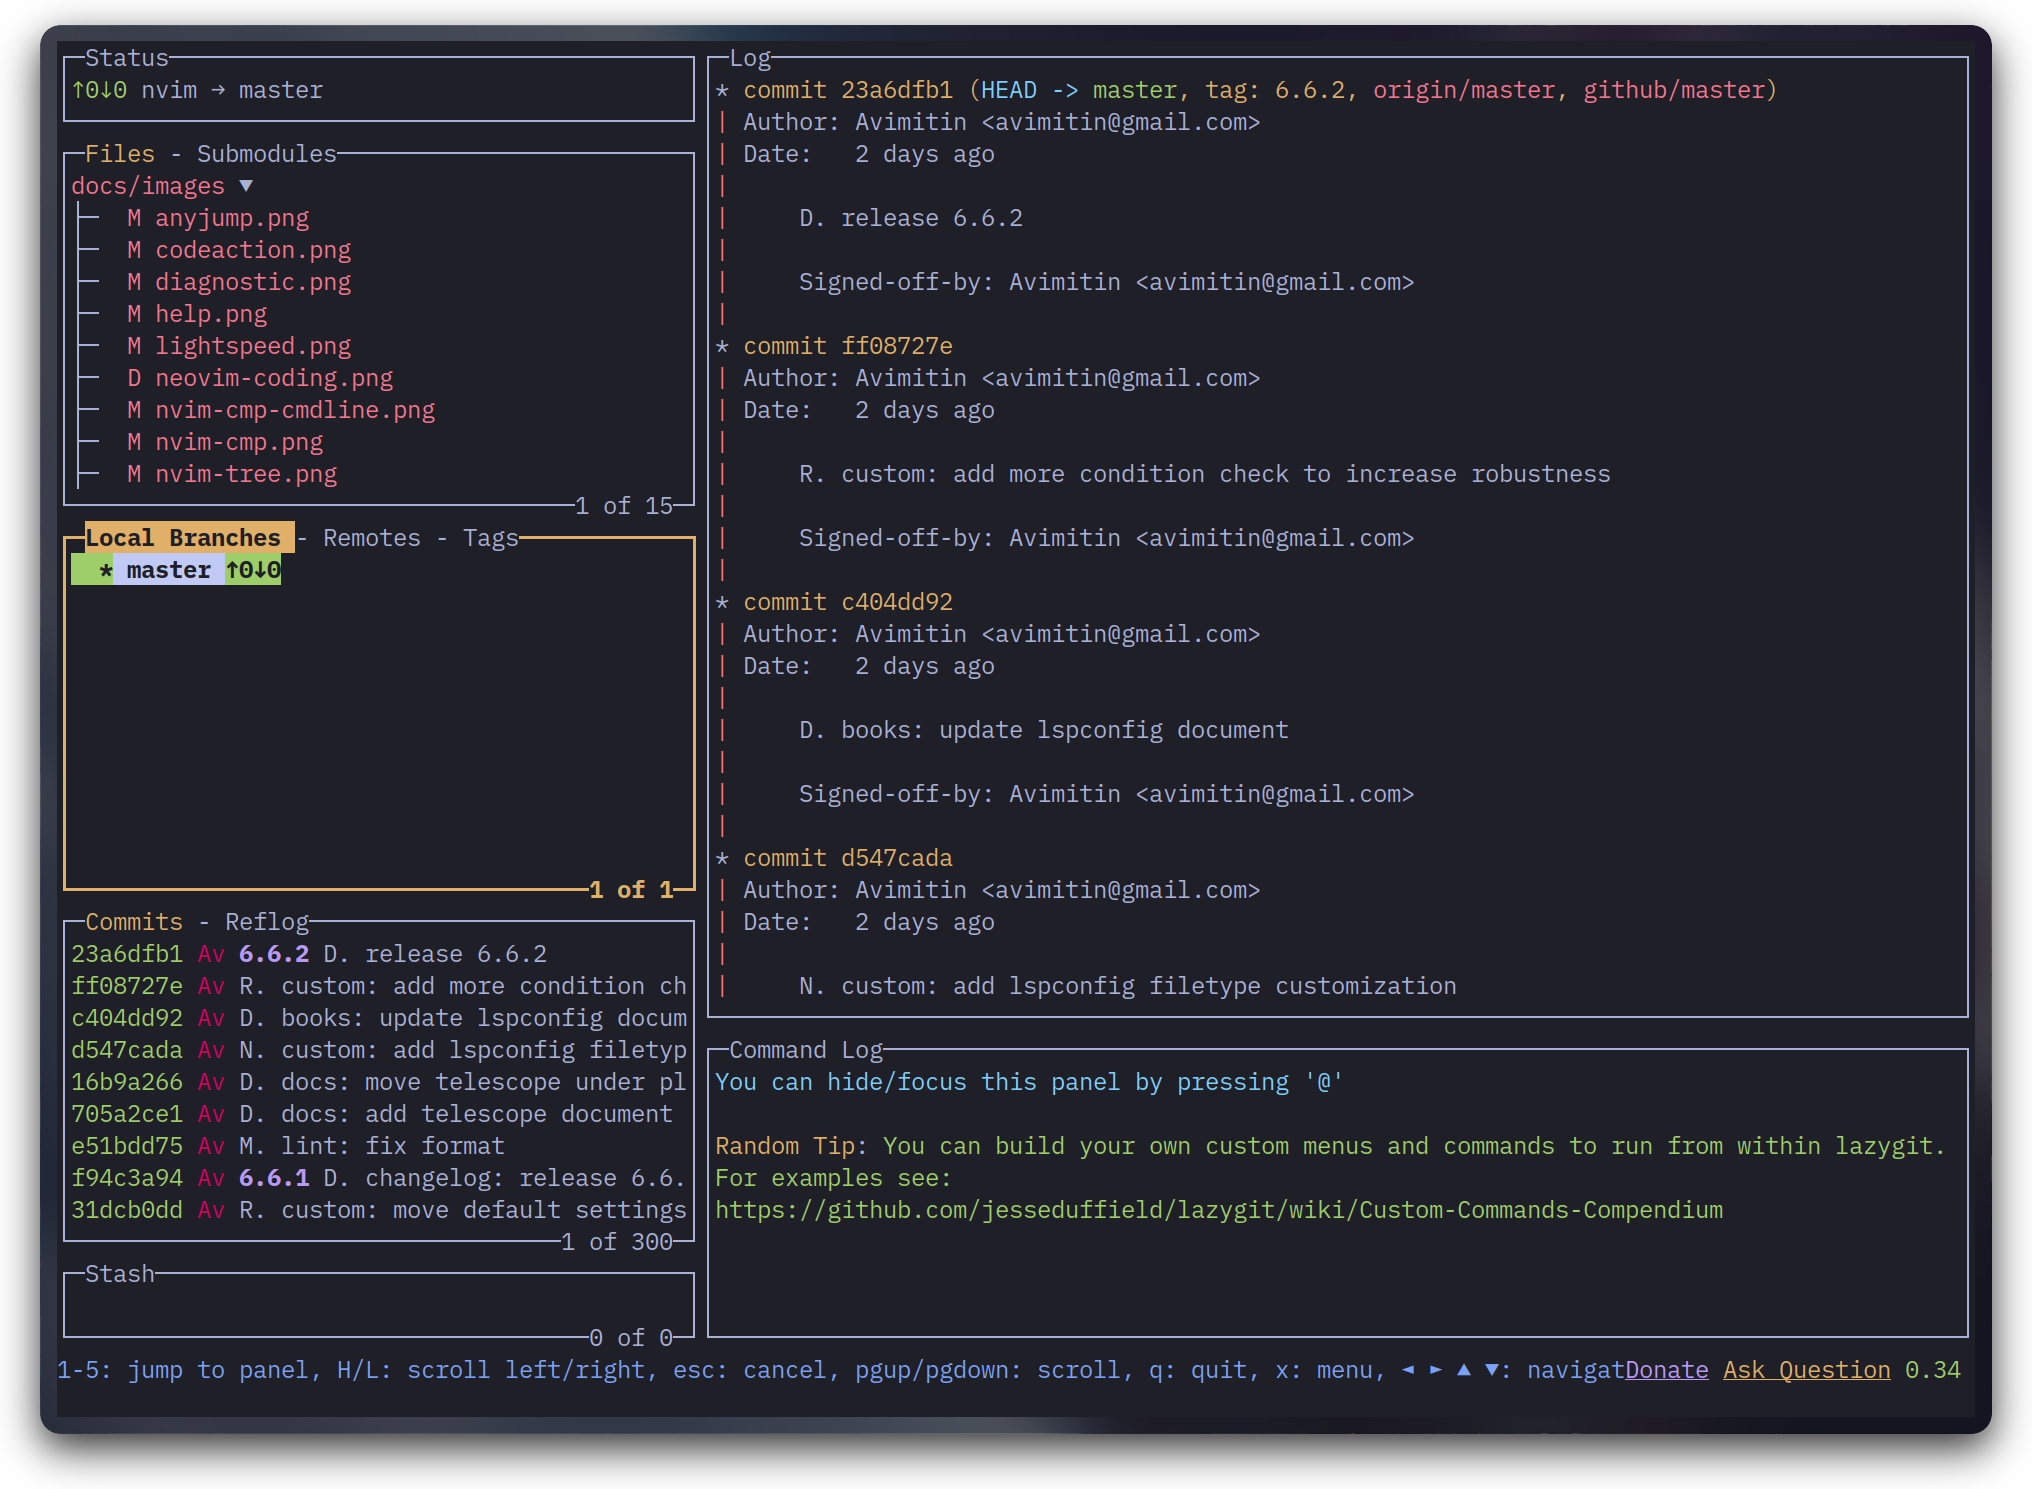 Status
↑0↓0 nvim → master
Files - Submodules
docs/images ▼
M anyjump.png
M codeaction.png
M diagnostic.png
M help.png
M lightspeed.png
D neovim-coding.png
M nvim-cmp-cmdline.png
M nvim-cmp.png
M nvim-tree.png
1 of 15
Local Branches - Remotes - Tags
* master ↑0↓0
1 of 1
Commits - Reflog
23a6dfb1 Av 6.6.2 D. release 6.6.2
ff08727e Av R. custom: add more condition ch
c404dd92 Av D. books: update lspconfig docum
d547cada Av N. custom: add lspconfig filetyp
16b9a266 Av D. docs: move telescope under pl
705a2ce1 Av D. docs: add telescope document
e51bdd75 Av M. lint: fix format
f94c3a94 Av 6.6.1 D. changelog: release 6.6.
31dcb0dd Av R. custom: move default settings
1 of 300
Stash
0 of 0
Log
* commit 23a6dfb1 (HEAD -> master, tag: 6.6.2, origin/master, github/master)
| Author: Avimitin <avimitin@gmail.com>
| Date:   2 days ago
|
|     D. release 6.6.2
|
|     Signed-off-by: Avimitin <avimitin@gmail.com>
|
* commit ff08727e
| Author: Avimitin <avimitin@gmail.com>
| Date:   2 days ago
|
|     R. custom: add more condition check to increase robustness
|
|     Signed-off-by: Avimitin <avimitin@gmail.com>
|
* commit c404dd92
| Author: Avimitin <avimitin@gmail.com>
| Date:   2 days ago
|
|     D. books: update lspconfig document
|
|     Signed-off-by: Avimitin <avimitin@gmail.com>
|
* commit d547cada
| Author: Avimitin <avimitin@gmail.com>
| Date:   2 days ago
|
|     N. custom: add lspconfig filetype customization
Command Log
You can hide/focus this panel by pressing '@'
Random Tip: You can build your own custom menus and commands to run from within lazygit.
For examples see:
https://github.com/jesseduffield/lazygit/wiki/Custom-Commands-Compendium
1-5: jump to panel, H/L: scroll left/right, esc: cancel, pgup/pgdown: scroll, q: quit, x: menu, ◄ ► ▲ ▼: navigatDonate Ask Question 0.34